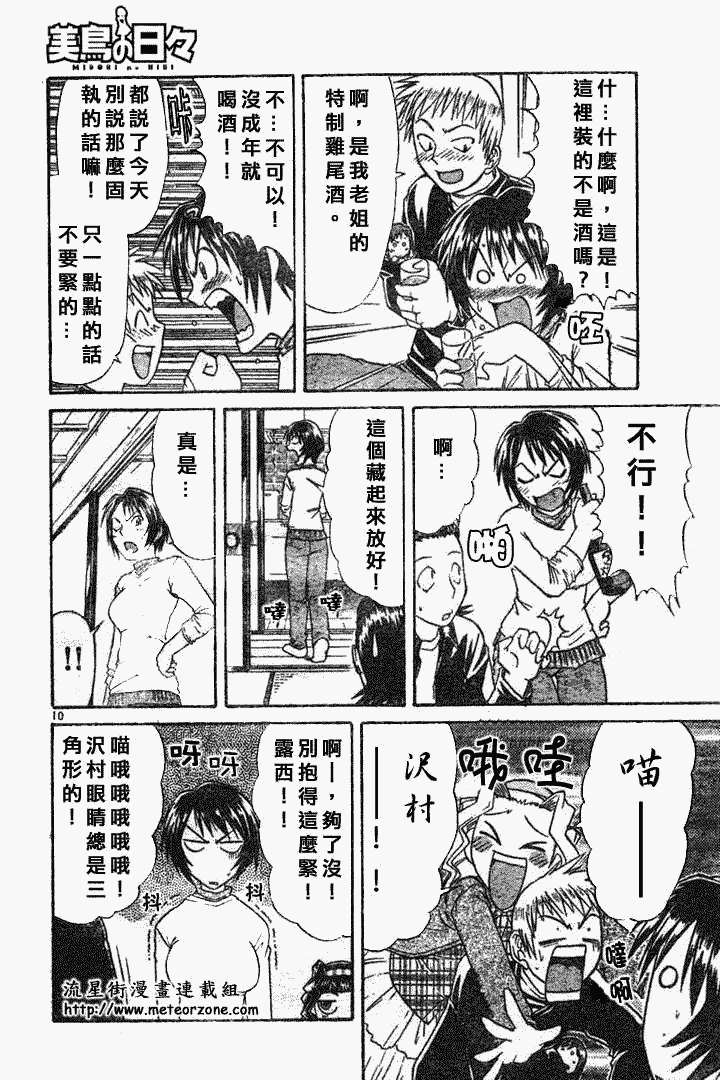 美鳥の日々
MIDORI no HIBI
什…什麼啊，這是！
這裡裝的不是酒嗎？
啊，是我老姐的
特制雞尾酒。
咗
不…不可以！
沒成年就
喝酒！！
咔
都說了今天
別說那麼固
執的話嘛！
只一點點的話
不要緊的…
不行！！
啊…
啪
這個藏起來放好！
噠
噠
真是…
!!
10
喵——
哇
哦
沢村
——！！
噠
啊
啊—，夠了沒！
別抱得這麼緊！
露西！！
呀
呀
抖
抖
喵哦哦哦哦哦！
沢村眼睛總是三
角形的！
流星街漫畫連載組
http://www.meteorzone.com/